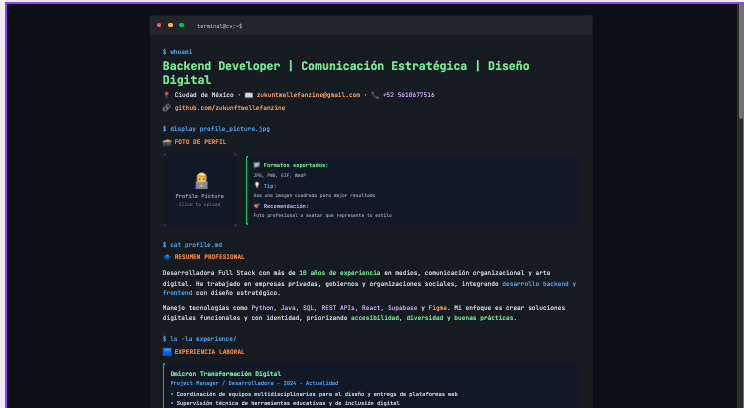 terminal@cv:~$
$ whoami
Backend Developer | Comunicación Estratégica | Diseño
Digital
Ciudad de México · zukuntwellefanzine@gmail.com · +52 5618677516
github.com/zukunftwellefanzine
$ display profile_picture.jpg
FOTO DE PERFIL
Profile Picture
Click to upload
Formatos soportados:
JPG, PNG, GIF, WebP
Tip:
Usa una imagen cuadrada para mejor resultado
Recomendación:
Foto profesional o avatar que represente tu estilo
$ cat profile.md
RESUMEN PROFESIONAL
Desarrolladora Full Stack con más de 10 años de experiencia en medios, comunicación organizacional y arte
digital. He trabajado en empresas privadas, gobiernos y organizaciones sociales, integrando desarrollo backend y
frontend con diseño estratégico.
Manejo tecnologías como Python, Java, SQL, REST APIs, React, Supabase y Figma. Mi enfoque es crear soluciones
digitales funcionales y con identidad, priorizando accesibilidad, diversidad y buenas prácticas.
$ ls -la experience/
EXPERIENCIA LABORAL
Omicron Transformación Digital
Project Manager / Desarrolladora — 2024 - Actualidad
• Coordinación de equipos multidisciplinarios para el diseño y entrega de plataformas web
• Supervisión técnica de herramientas educativas y de inclusión digital